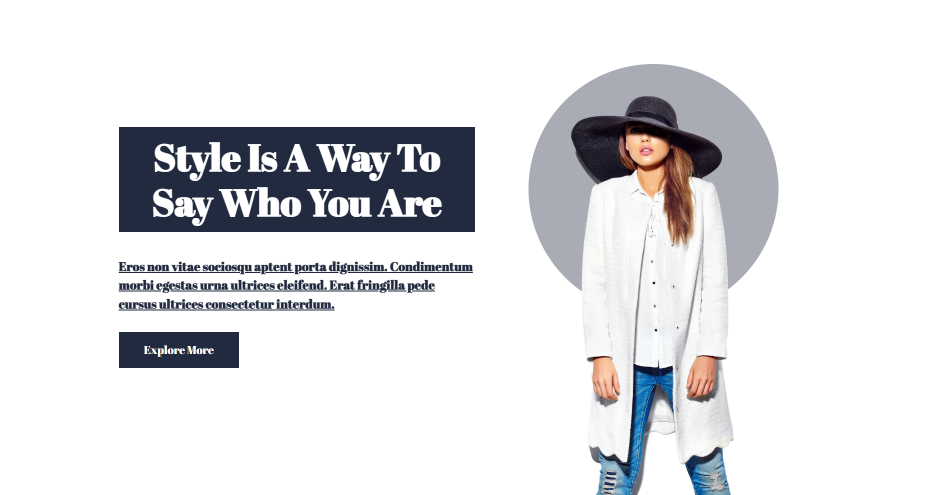 Style Is A Way To
Say Who You Are
Eros non vitae sociosqu aptent porta dignissim. Condimentum
morbi egestas urna ultrices eleifend. Erat fringilla pede
cursus ultrices consectetur interdum.
Explore More